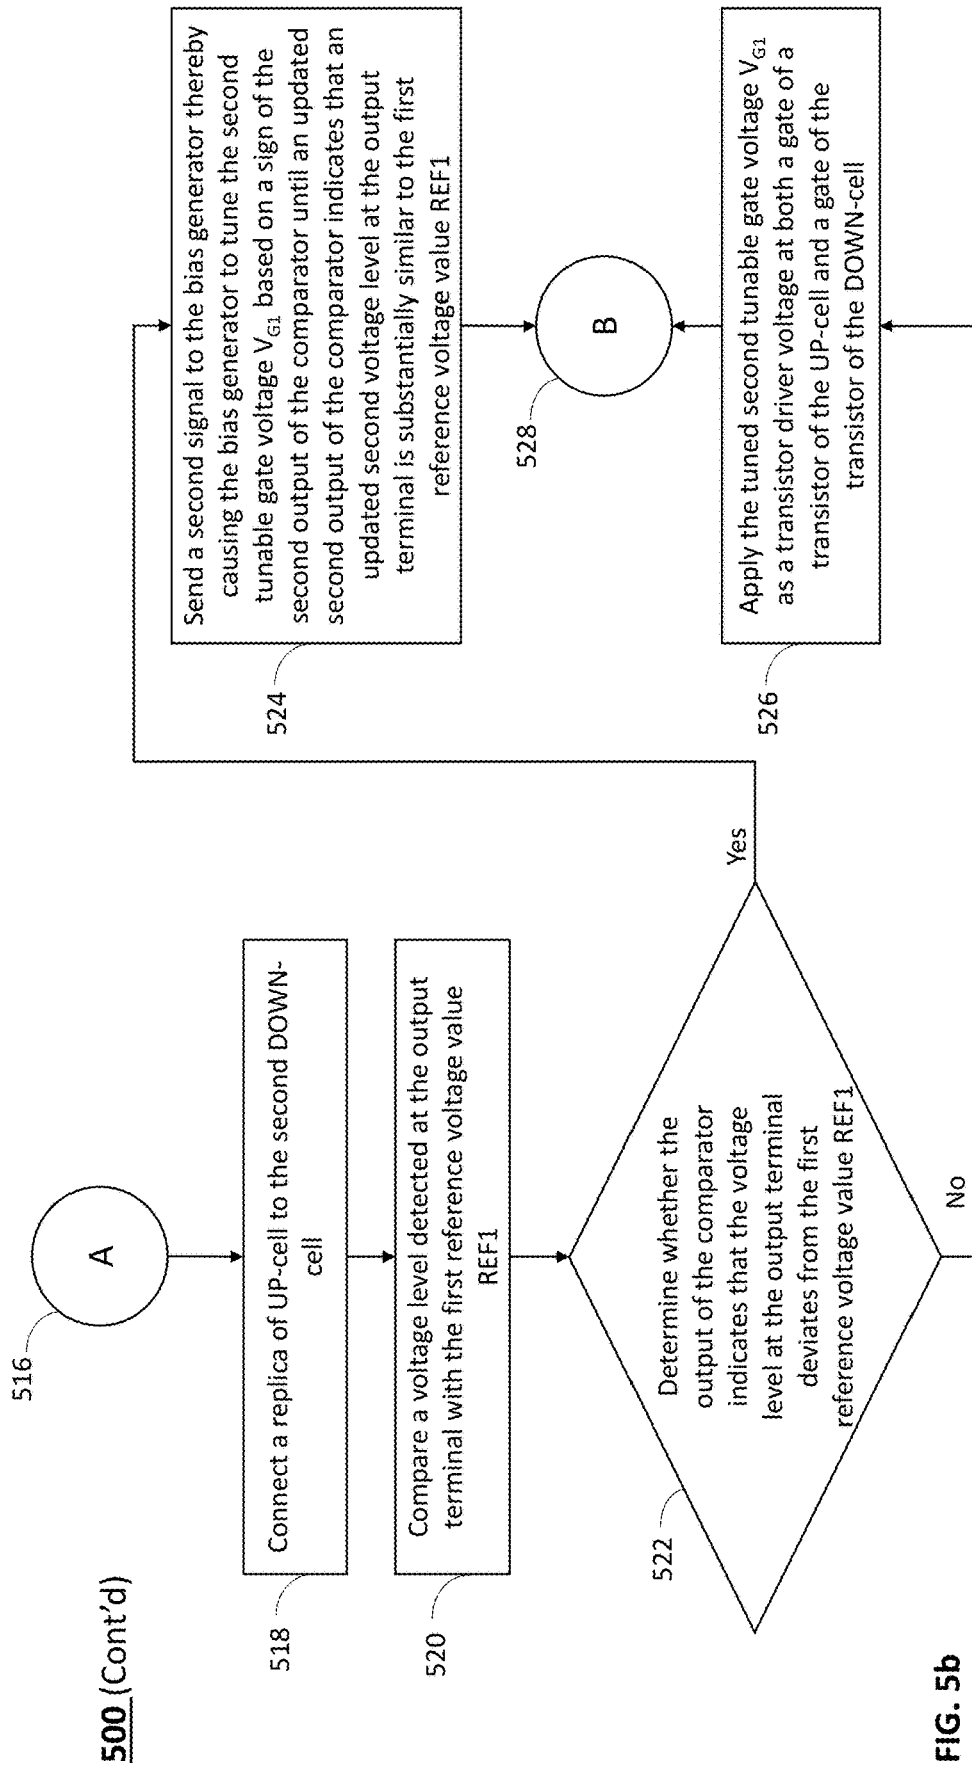 500 (Cont'd)
516
A
518
Connect a replica of UP-cell to the second DOWN-
cell
520
Compare a voltage level detected at the output
terminal with the first reference voltage value
REF1
522
Determine whether the
output of the comparator
indicates that the voltage
level at the output terminal
deviates from the first
reference voltage value REF1
Yes
No
524
Send a second signal to the bias generator thereby
causing the bias generator to tune the second
tunable gate voltage VG1 based on a sign of the
second output of the comparator until an updated
second output of the comparator indicates that an
updated second voltage level at the output
terminal is substantially similar to the first
reference voltage value REF1
528
B
526
Apply the tuned second tunable gate voltage VG1
as a transistor driver voltage at both a gate of a
transistor of the UP-cell and a gate of the
transistor of the DOWN-cell
FIG. 5b